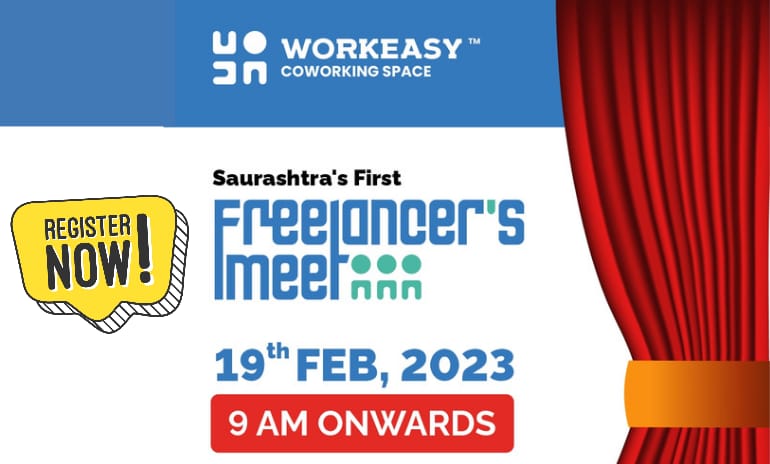 WORKEASY™
COWORKING SPACE
Saurashtra's First
Freelancer's
meet
REGISTER
NOW!
19th FEB, 2023
9 AM ONWARDS